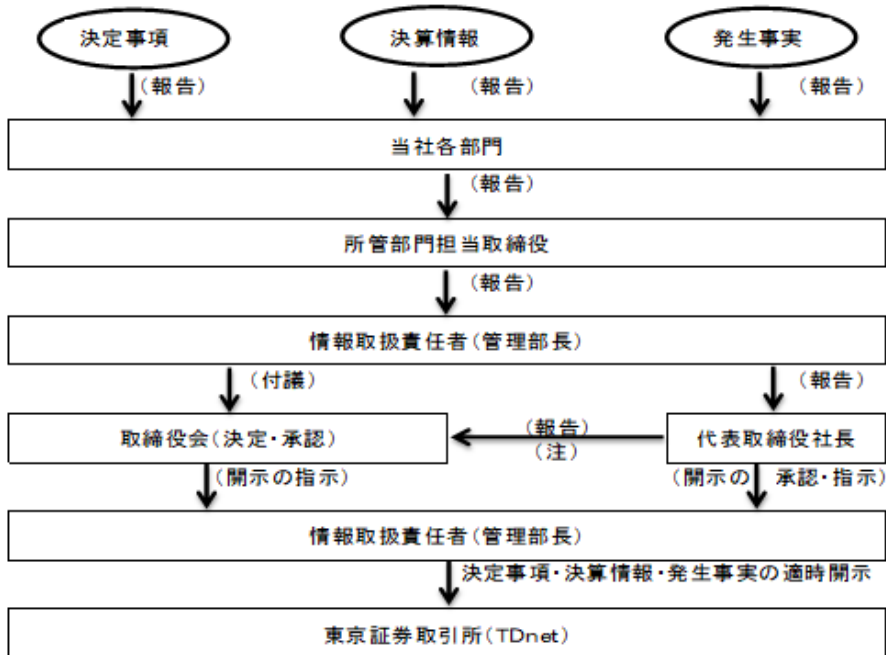 決定事項 決算情報 発生事実
(報告) (報告) (報告)
当社各部門
(報告)
所管部門担当取締役
(報告)
情報取扱責任者(管理部長)
(付議) (報告)
取締役会(決定・承認) (報告) 代表取締役社長
(注)
(開示の指示) (開示の 承認・指示)
情報取扱責任者(管理部長)
決定事項・決算情報・発生事実の適時開示
東京証券取引所(TDnet)